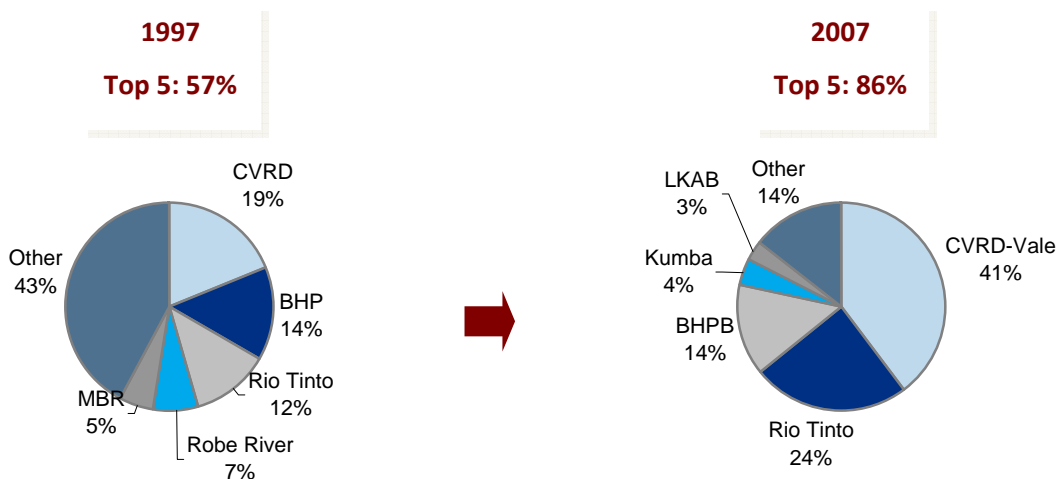 1997
Top 5: 57%
CVRD
19%
BHP
14%
Rio Tinto
12%
Robe River
7%
MBR
5%
Other
43%
2007
Top 5: 86%
CVRD-Vale
41%
Rio Tinto
24%
BHPB
14%
Kumba
4%
LKAB
3%
Other
14%